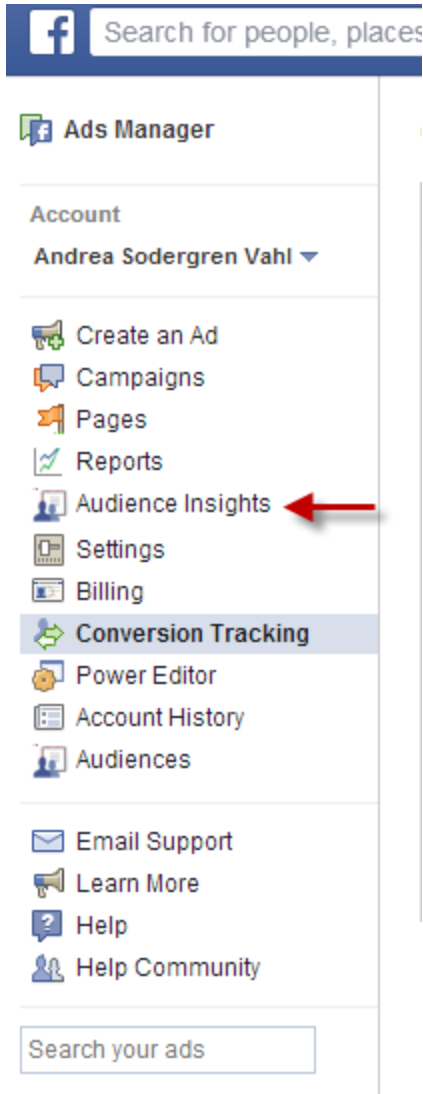 f
Search for people, places
Ads Manager
Account
Andrea Sodergren Vahl
Create an Ad
Campaigns
Pages
Reports
Audience Insights
Settings
Billing
Conversion Tracking
Power Editor
Account History
Audiences
Email Support
Learn More
? Help
Help Community
Search your ads